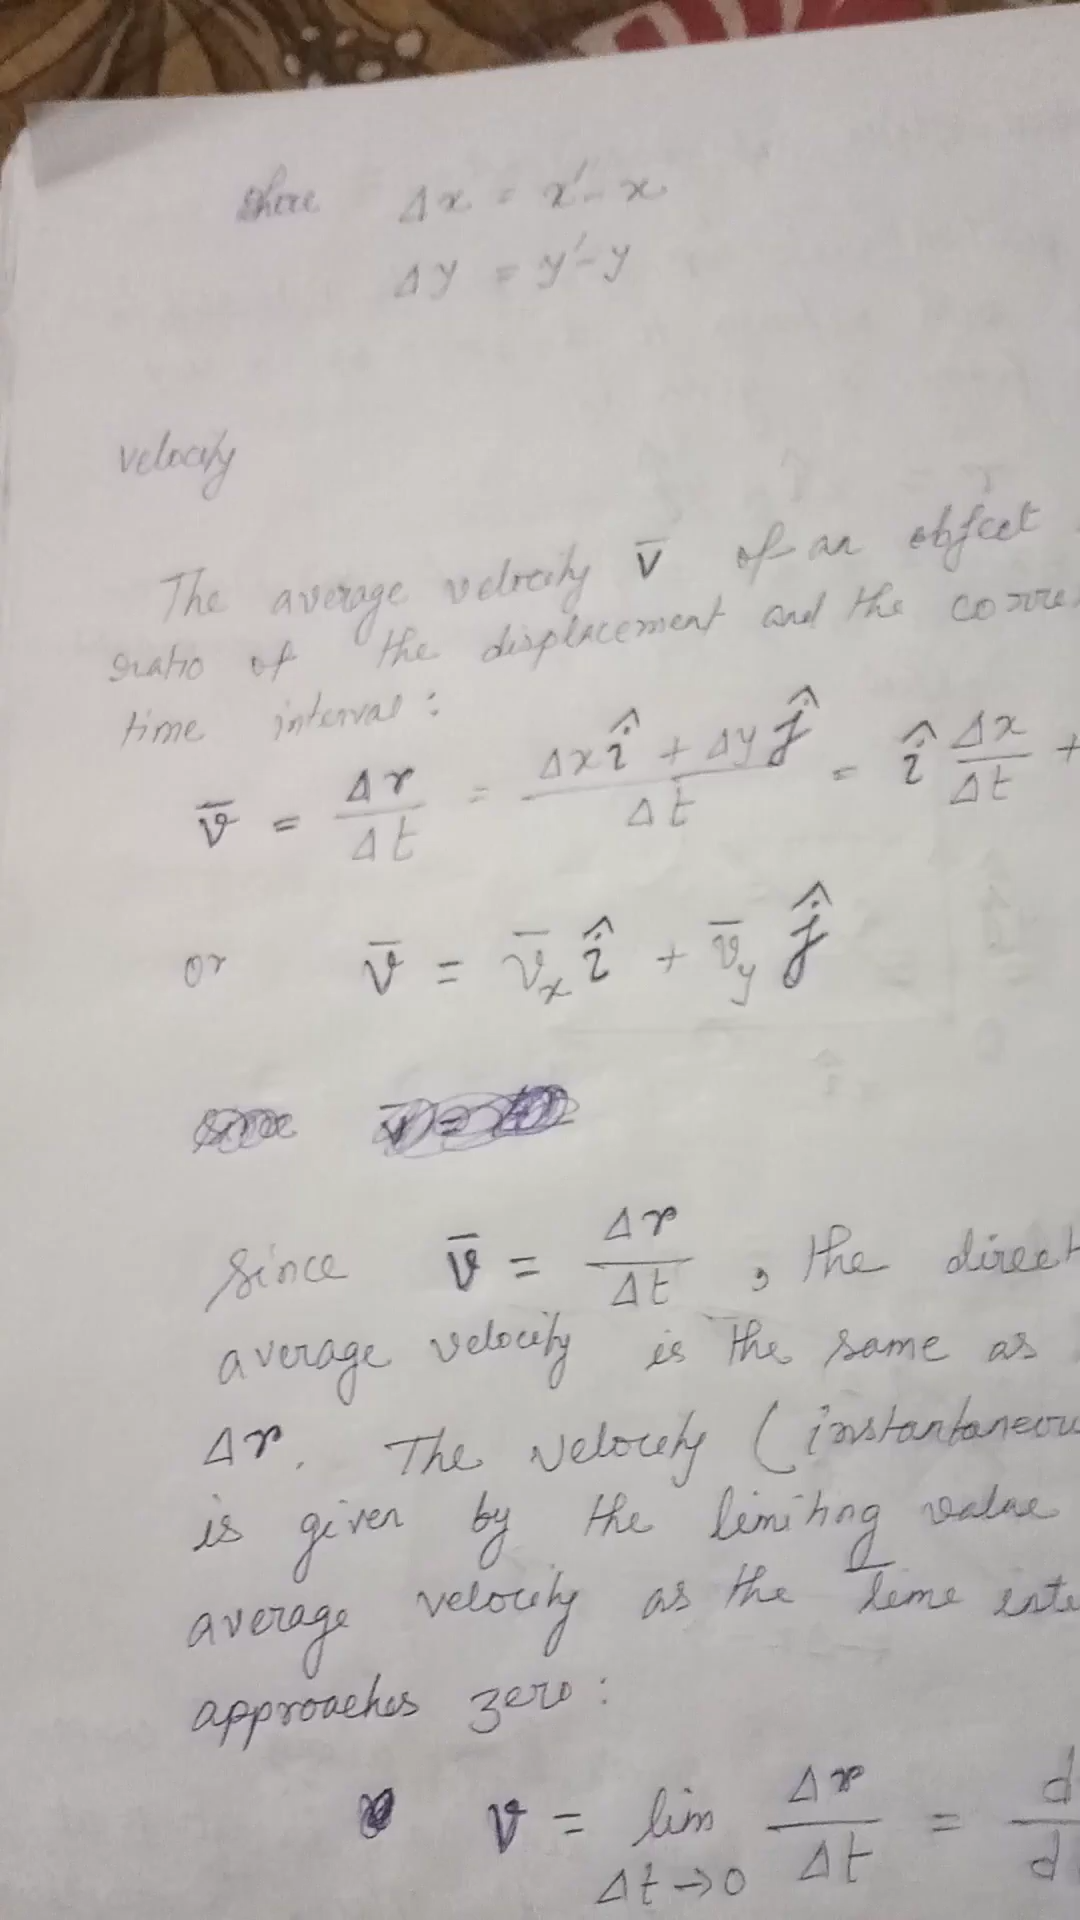 where Δx = x' - x
Δy = y' - y
velocity
The average velocity v̄ of an object
ratio of the displacement and the corre
time interval :
v̄ = Δr/Δt = (Δx î + Δy ĵ)/Δt = î Δx/Δt +
or v̄ = v̄ₓ î + v̄_y ĵ
Since v̄ = Δr/Δt , the direct
average velocity is the same as
Δr. The velocity (instantaneou
is given by the limiting value
average velocity as the time inte
approaches zero :
v = lim Δt→0 Δr/Δt = d